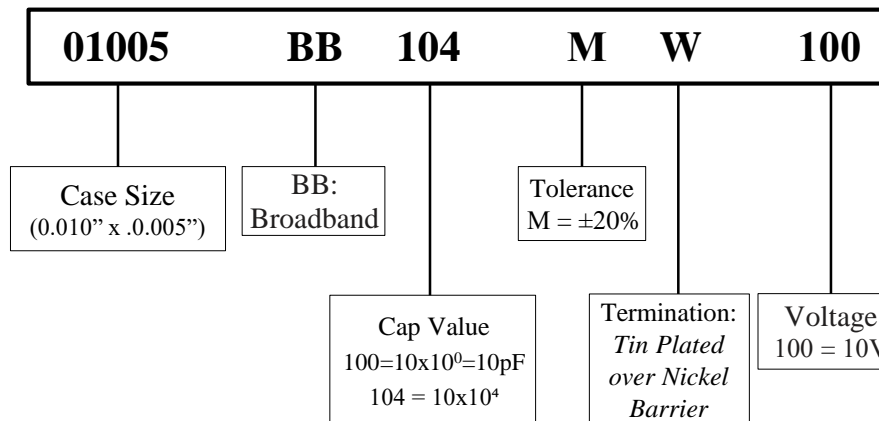 01005 BB 104 M W 100
Case Size
(0.010” x .0.005”)
BB:
Broadband
Cap Value
100=10x10⁰=10pF
104 = 10x10⁴
Tolerance
M = ±20%
Termination:
Tin Plated
over Nickel
Barrier
Voltage
100 = 10V